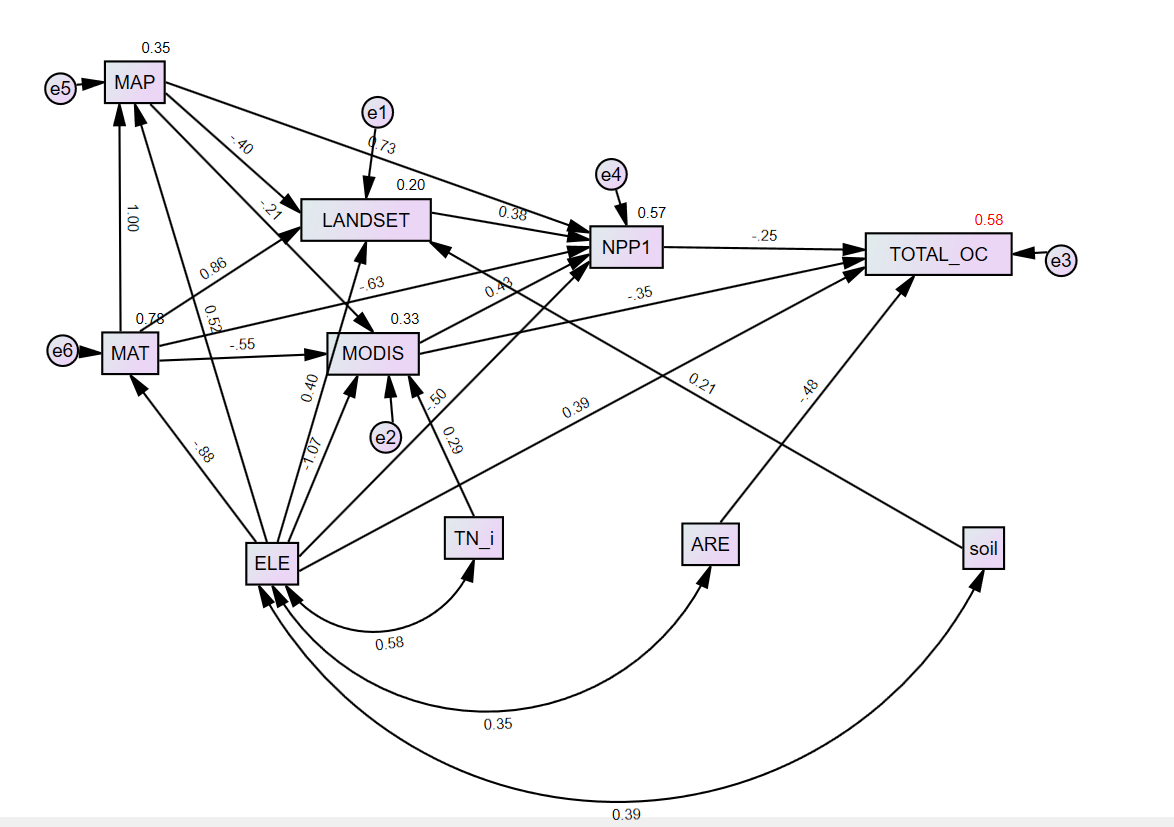 0.35
MAP
e5
e1
-.40
0.73
e4
0.20
LANDSET
-.21
0.38
0.57
NPP1
-.25
0.58
TOTAL_OC
e3
1.00
0.86
-.63
0.43
-.35
0.78
0.52
0.33
e6
MAT
-.55
MODIS
0.40
-.50
0.21
-.48
0.39
e2
-.88
-1.07
0.29
TN_i
ARE
soil
ELE
0.58
0.35
0.39